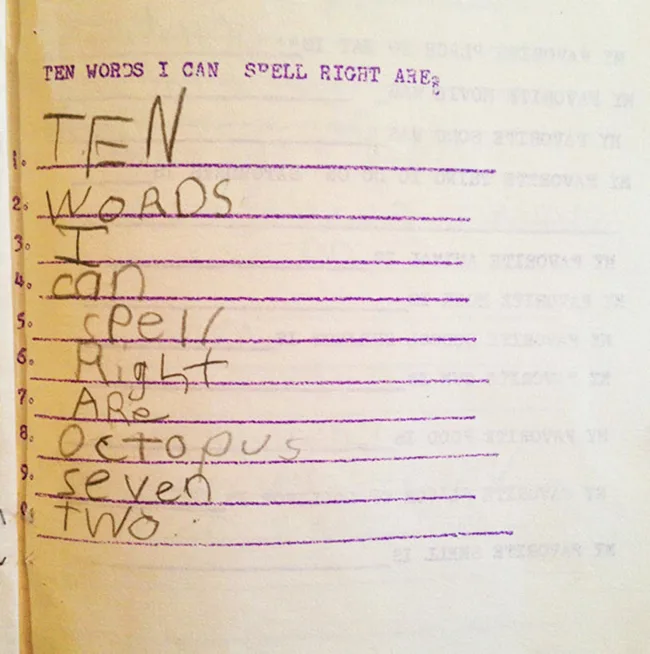 TEN WORDS I CAN SPELL RIGHT ARE:
1. TEN
2. WORDS
3. I
4. can
5. spell
6. Right
7. ARe
8. Octopus
9. seven
two